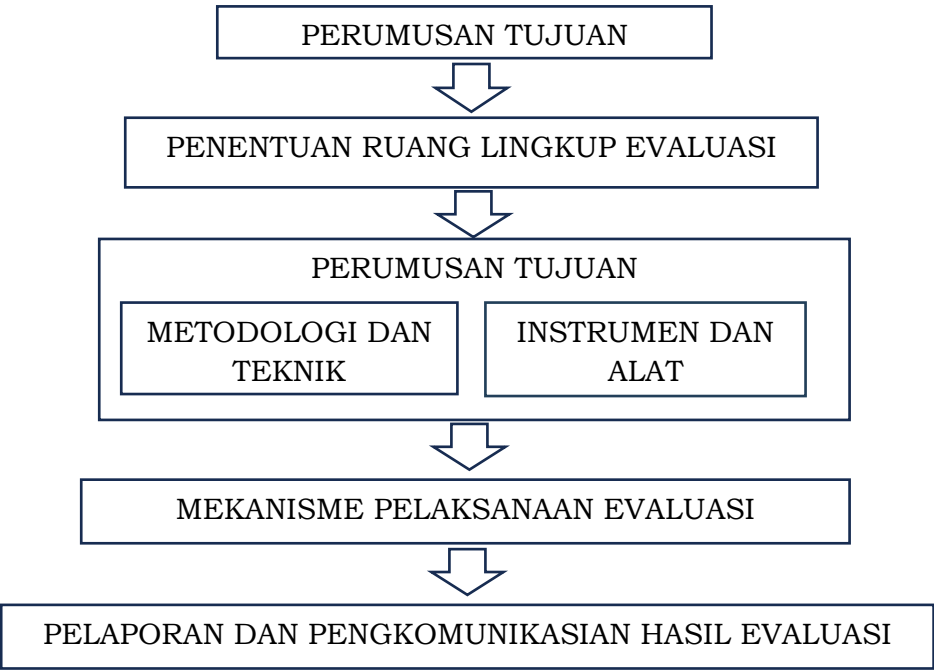 PERUMUSAN TUJUAN
PENENTUAN RUANG LINGKUP EVALUASI
PERUMUSAN TUJUAN
METODOLOGI DAN
TEKNIK
INSTRUMEN DAN
ALAT
MEKANISME PELAKSANAAN EVALUASI
PELAPORAN DAN PENGKOMUNIKASIAN HASIL EVALUASI